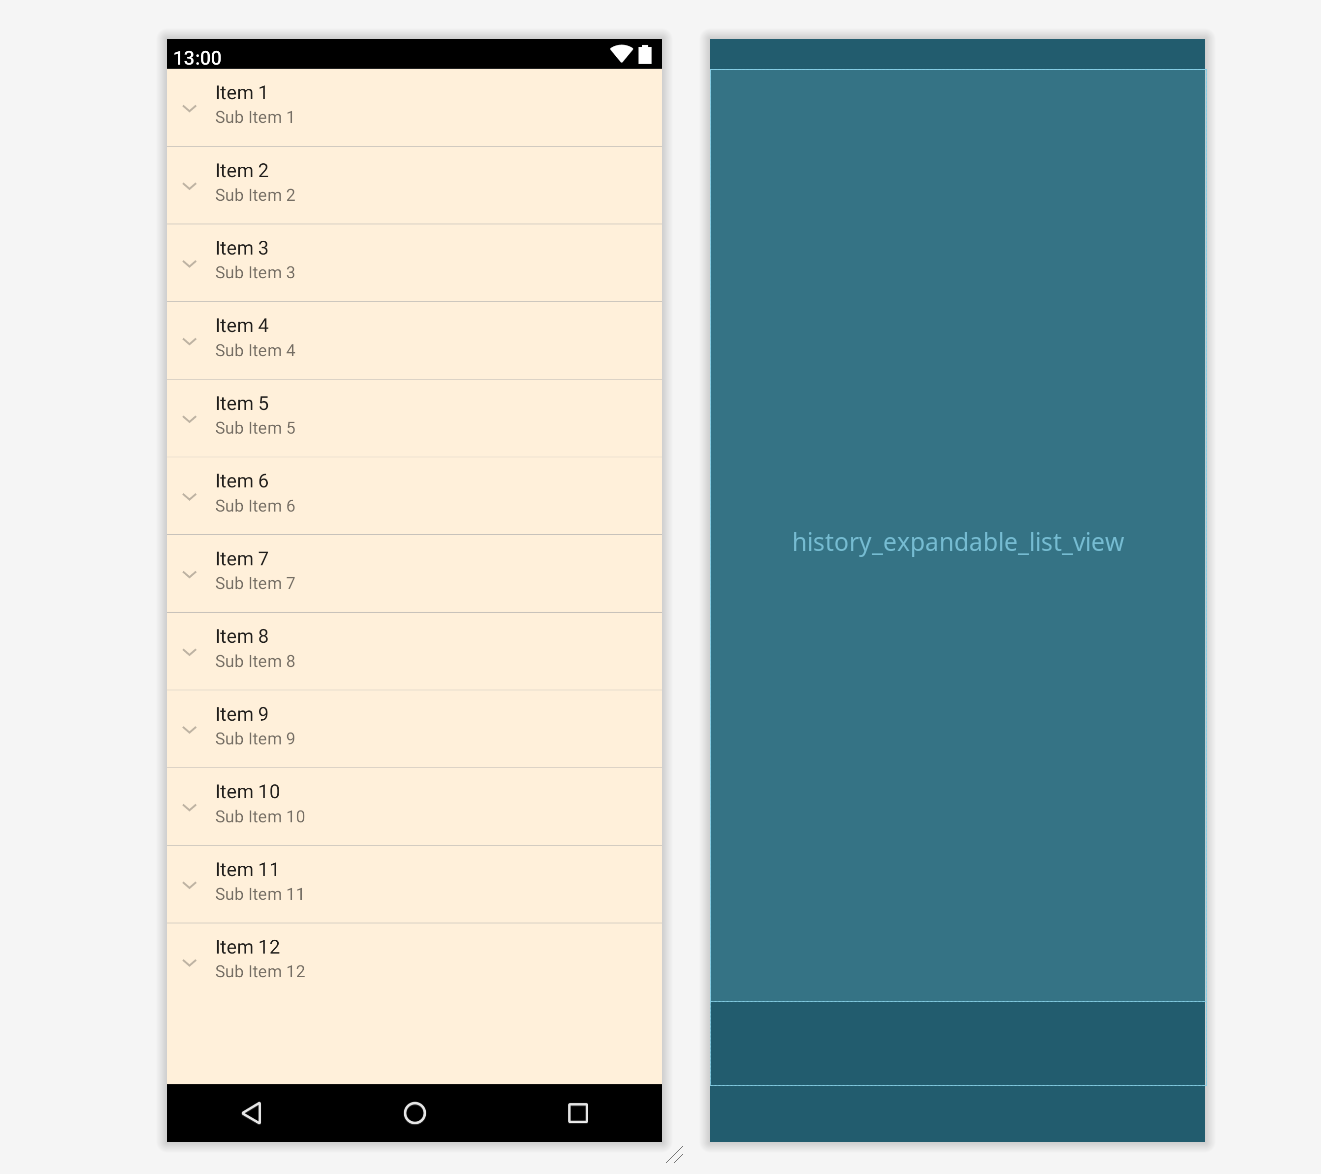 13:00
Item 1
Sub Item 1
Item 2
Sub Item 2
Item 3
Sub Item 3
Item 4
Sub Item 4
Item 5
Sub Item 5
Item 6
Sub Item 6
Item 7
Sub Item 7
Item 8
Sub Item 8
Item 9
Sub Item 9
Item 10
Sub Item 10
Item 11
Sub Item 11
Item 12
Sub Item 12
history_expandable_list_view